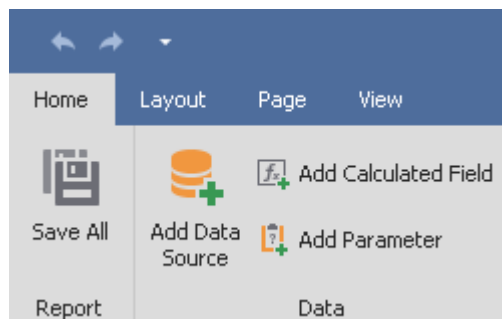 Home Layout Page View
Save All
Add Data
Source
Add Calculated Field
Add Parameter
Report
Data